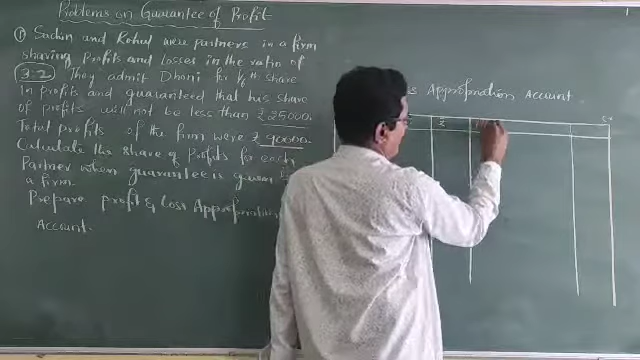 Problems on Guarantee of Profit
1) Sachin and Rahul were partners in a firm
sharing Profits and Losses in the ratio of
3:2. They admit Dhoni for 1/6th share
in profits and guaranteed that his share
of profits will not be less than ₹ 25000.
Total profits of the firm were ₹ 90000.
Calculate the share of Profits for each
Partner when guarantee is given by
a firm.
Prepare profit & Loss Appropriation
Account.
Appropriation Account
₹
Cr